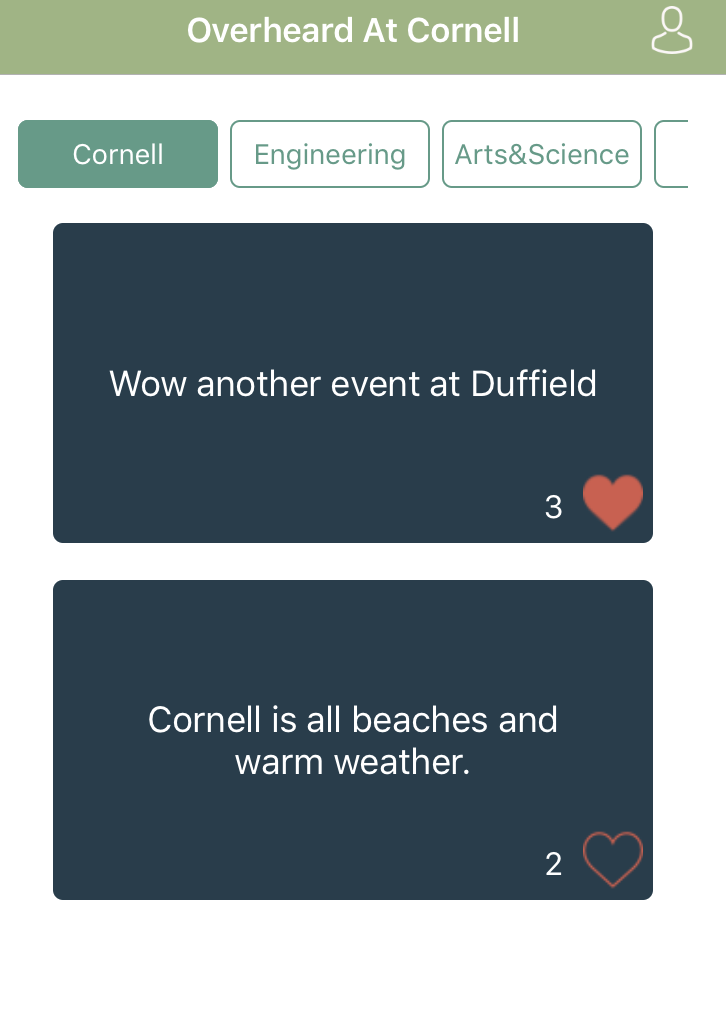 Overheard At Cornell
Cornell
Engineering
Arts&Science
Wow another event at Duffield
3
Cornell is all beaches and
warm weather.
2